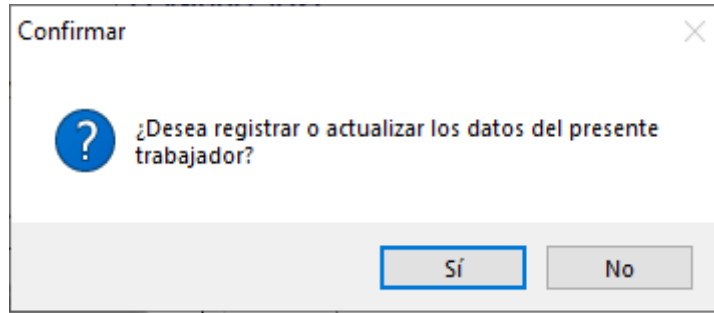 Confirmar
¿Desea registrar o actualizar los datos del presente
trabajador?
Sí
No